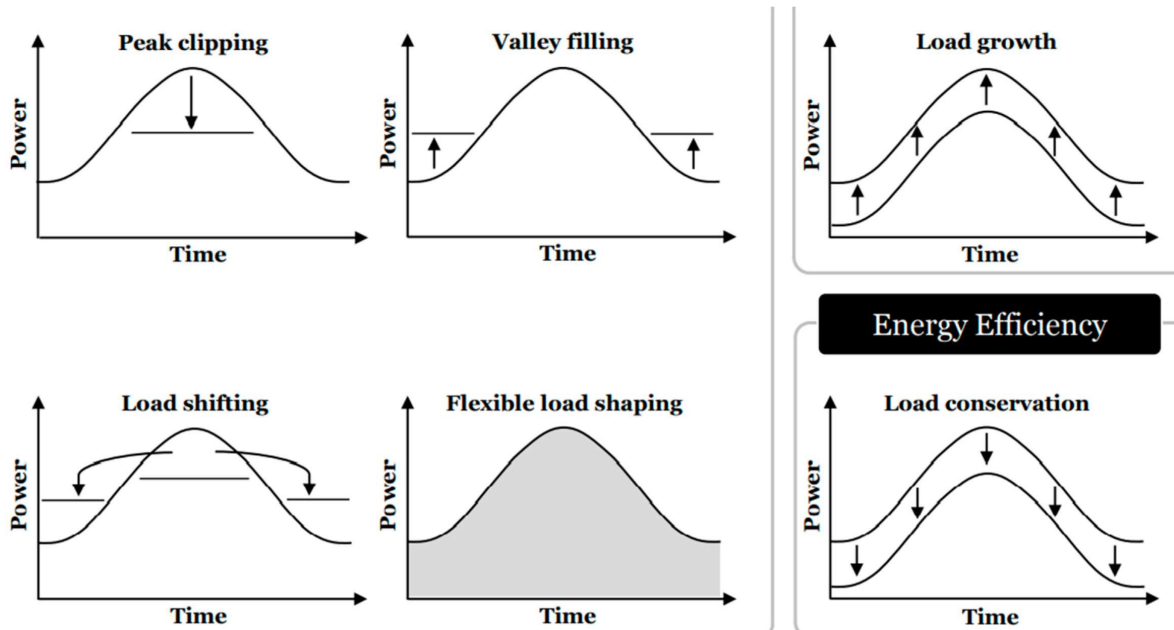 Peak clipping
Power
Time
Valley filling
Power
Time
Load growth
Power
Time
Energy Efficiency
Load shifting
Power
Time
Flexible load shaping
Power
Time
Load conservation
Power
Time